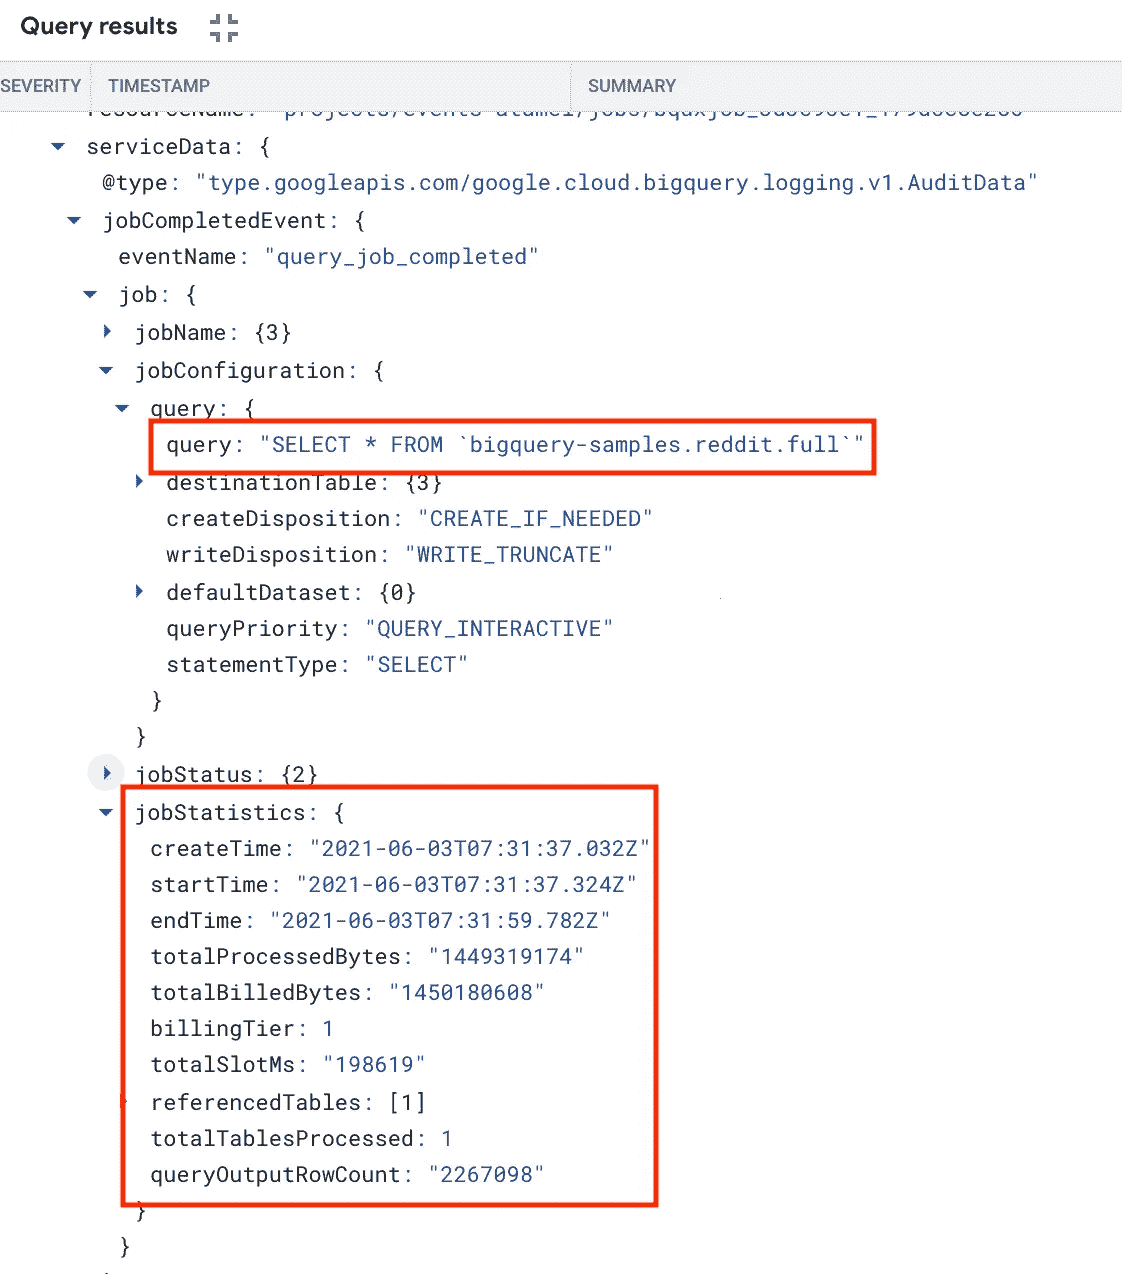 Query results
SEVERITY TIMESTAMP SUMMARY
serviceData: {
@type: "type.googleapis.com/google.cloud.bigquery.logging.v1.AuditData"
jobCompletedEvent: {
eventName: "query_job_completed"
job: {
jobName: {3}
jobConfiguration: {
query: {
query: "SELECT * FROM `bigquery-samples.reddit.full`"
destinationTable: {3}
createDisposition: "CREATE_IF_NEEDED"
writeDisposition: "WRITE_TRUNCATE"
defaultDataset: {0}
queryPriority: "QUERY_INTERACTIVE"
statementType: "SELECT"
}
}
jobStatus: {2}
jobStatistics: {
createTime: "2021-06-03T07:31:37.032Z"
startTime: "2021-06-03T07:31:37.324Z"
endTime: "2021-06-03T07:31:59.782Z"
totalProcessedBytes: "1449319174"
totalBilledBytes: "1450180608"
billingTier: 1
totalSlotMs: "198619"
referencedTables: [1]
totalTablesProcessed: 1
queryOutputRowCount: "2267098"
}
}